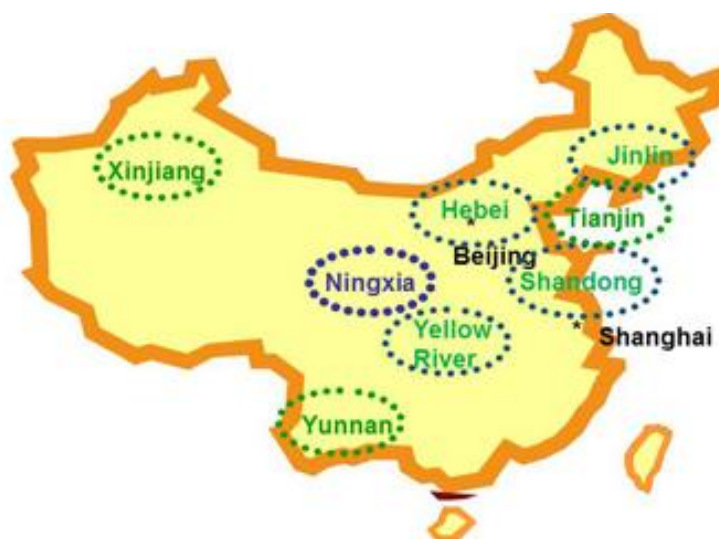 Jinlin
Xinjiang
Hebei
*
Tianjin
Beijing
Ningxia
Shandong
*
Yellow
River
Shanghai
Yunnan